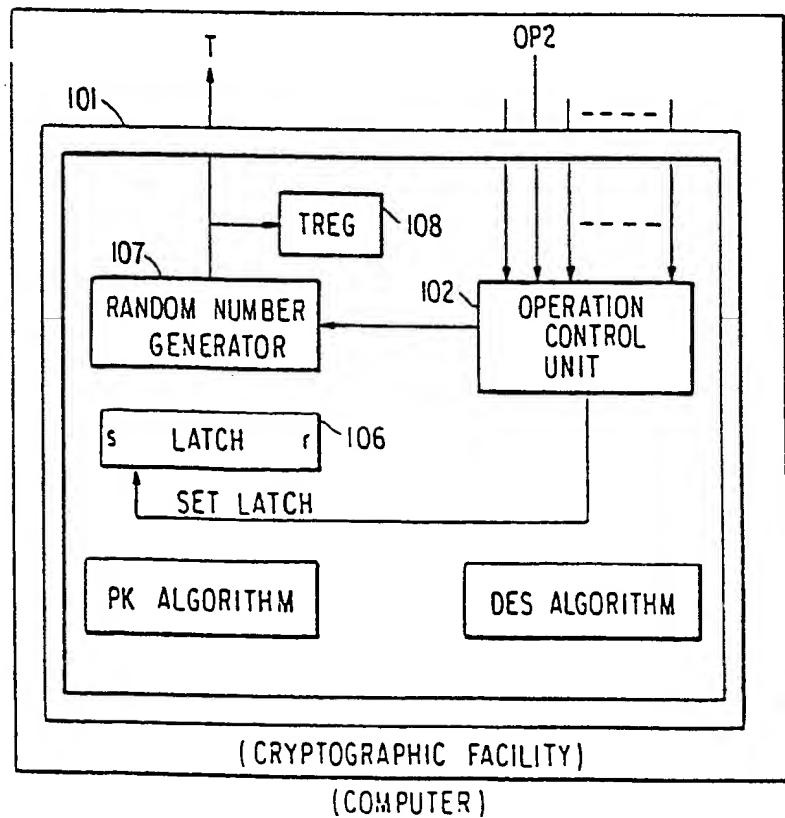 T
OP2
101
TREG
108
107
102
RANDOM NUMBER
GENERATOR
OPERATION
CONTROL
UNIT
s LATCH r
106
SET LATCH
PK ALGORITHM
DES ALGORITHM
(CRYPTOGRAPHIC FACILITY)
(COMPUTER)